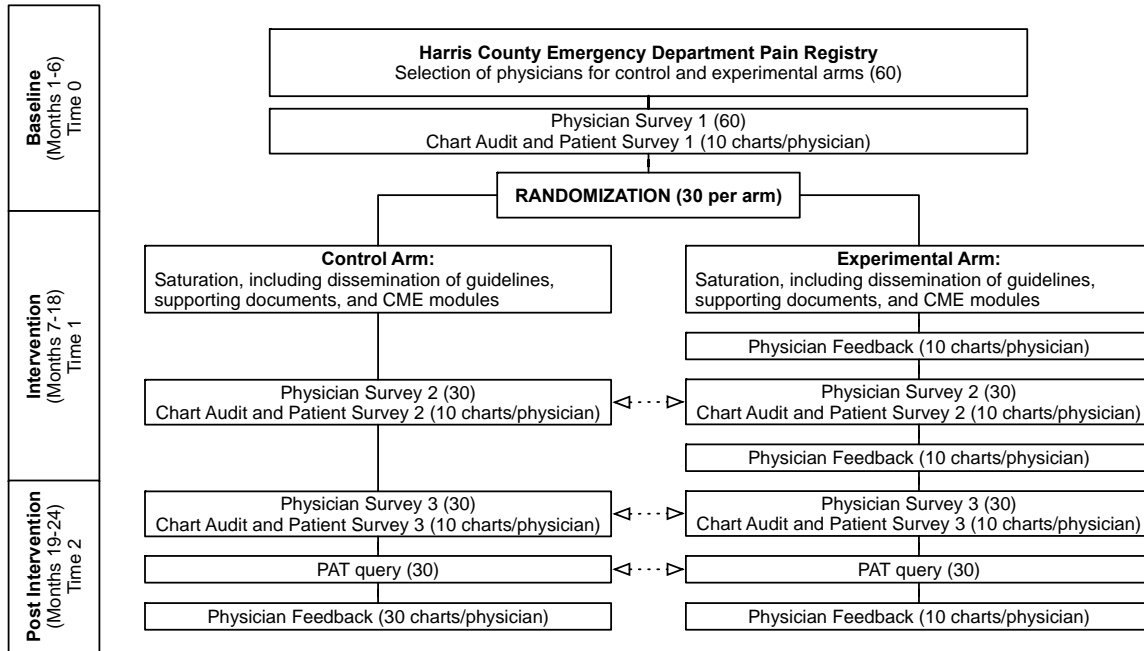 Baseline
(Months 1-6)
Time 0
Harris County Emergency Department Pain Registry
Selection of physicians for control and experimental arms (60)
Physician Survey 1 (60)
Chart Audit and Patient Survey 1 (10 charts/physician)
RANDOMIZATION (30 per arm)
Intervention
(Months 7-18)
Time 1
Control Arm:
Saturation, including dissemination of guidelines,
supporting documents, and CME modules
Experimental Arm:
Saturation, including dissemination of guidelines,
supporting documents, and CME modules
Physician Feedback (10 charts/physician)
Physician Survey 2 (30)
Chart Audit and Patient Survey 2 (10 charts/physician)
Physician Survey 2 (30)
Chart Audit and Patient Survey 2 (10 charts/physician)
Physician Feedback (10 charts/physician)
Post Intervention
(Months 19-24)
Time 2
Physician Survey 3 (30)
Chart Audit and Patient Survey 3 (10 charts/physician)
Physician Survey 3 (30)
Chart Audit and Patient Survey 3 (10 charts/physician)
PAT query (30)
PAT query (30)
Physician Feedback (30 charts/physician)
Physician Feedback (10 charts/physician)